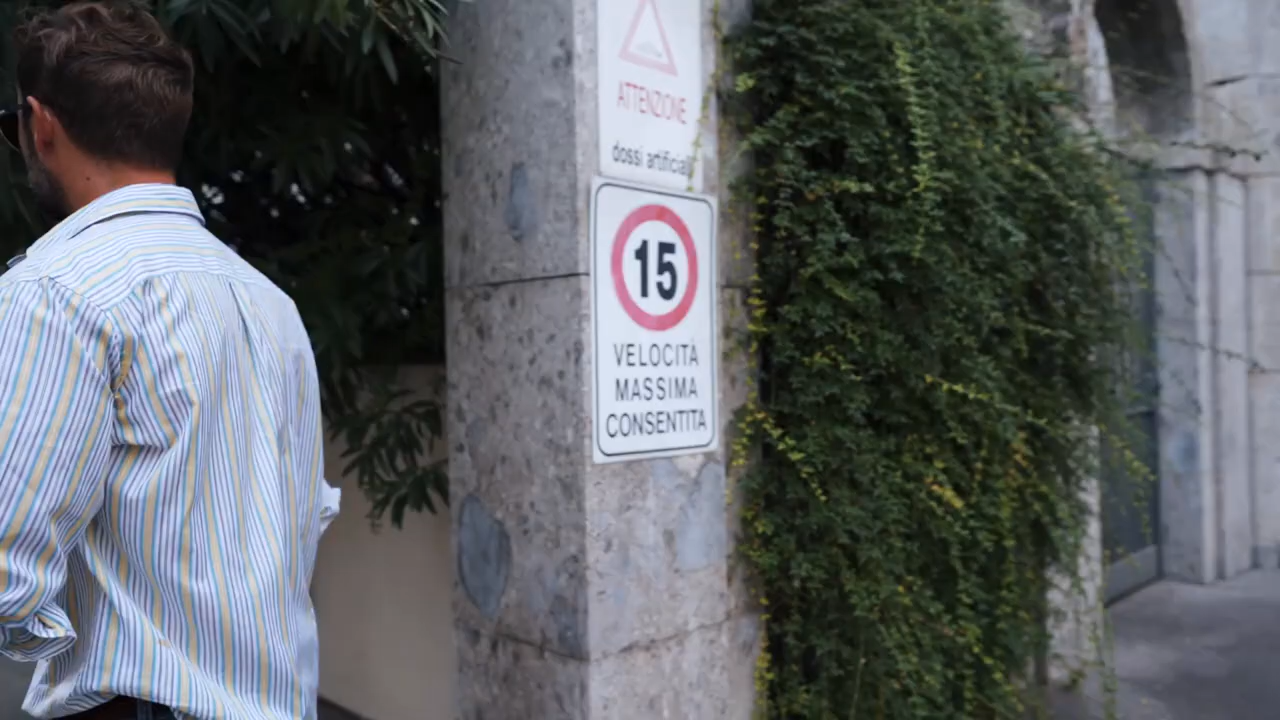 ATTENZIONE
dossi artificiali
15
VELOCITÀ
MASSIMA
CONSENTITA